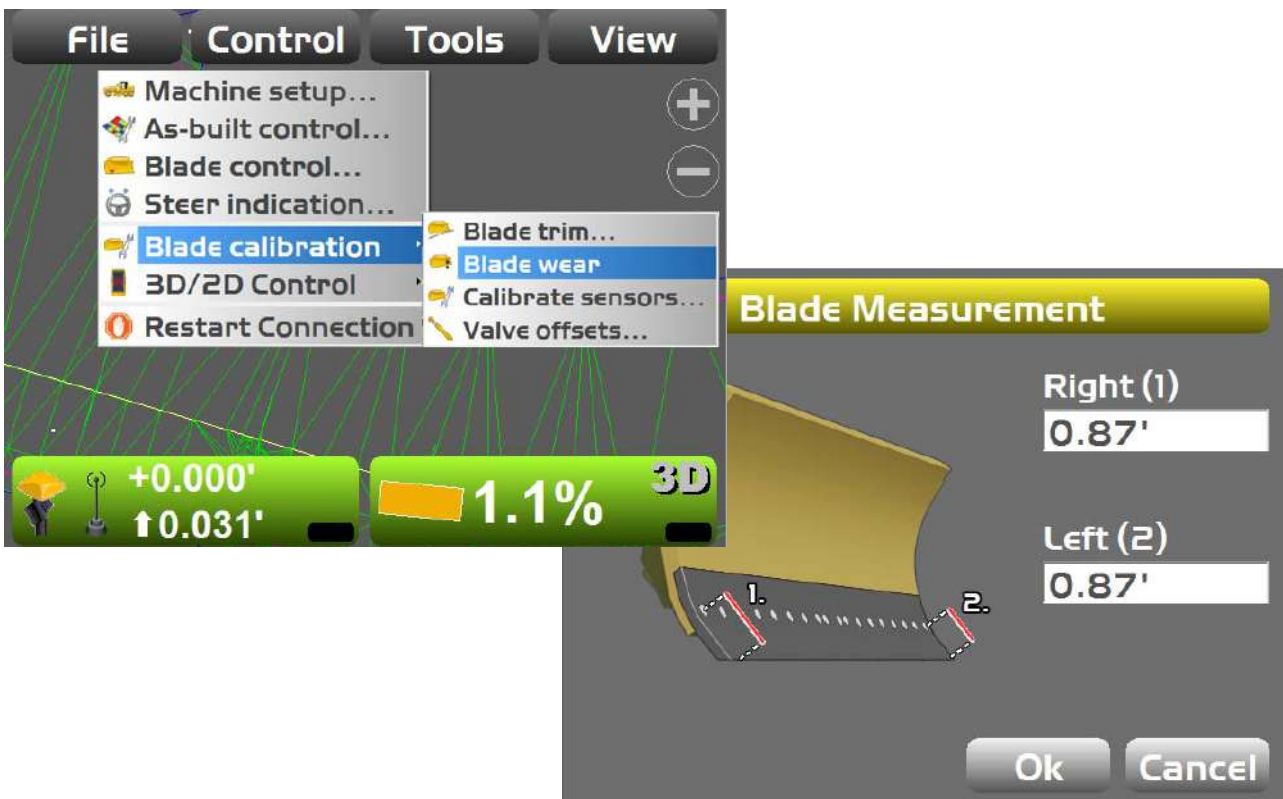 File Control Tools View
Machine setup...
As-built control...
Blade control...
Steer indication...
Blade calibration
3D/2D Control
Restart Connection
Blade trim...
Blade wear
Calibrate sensors...
Valve offsets...
+0.000'
0.031'
1.1%
3D
Blade Measurement
Right (1)
0.87'
Left (2)
0.87'
1.
2.
Ok Cancel